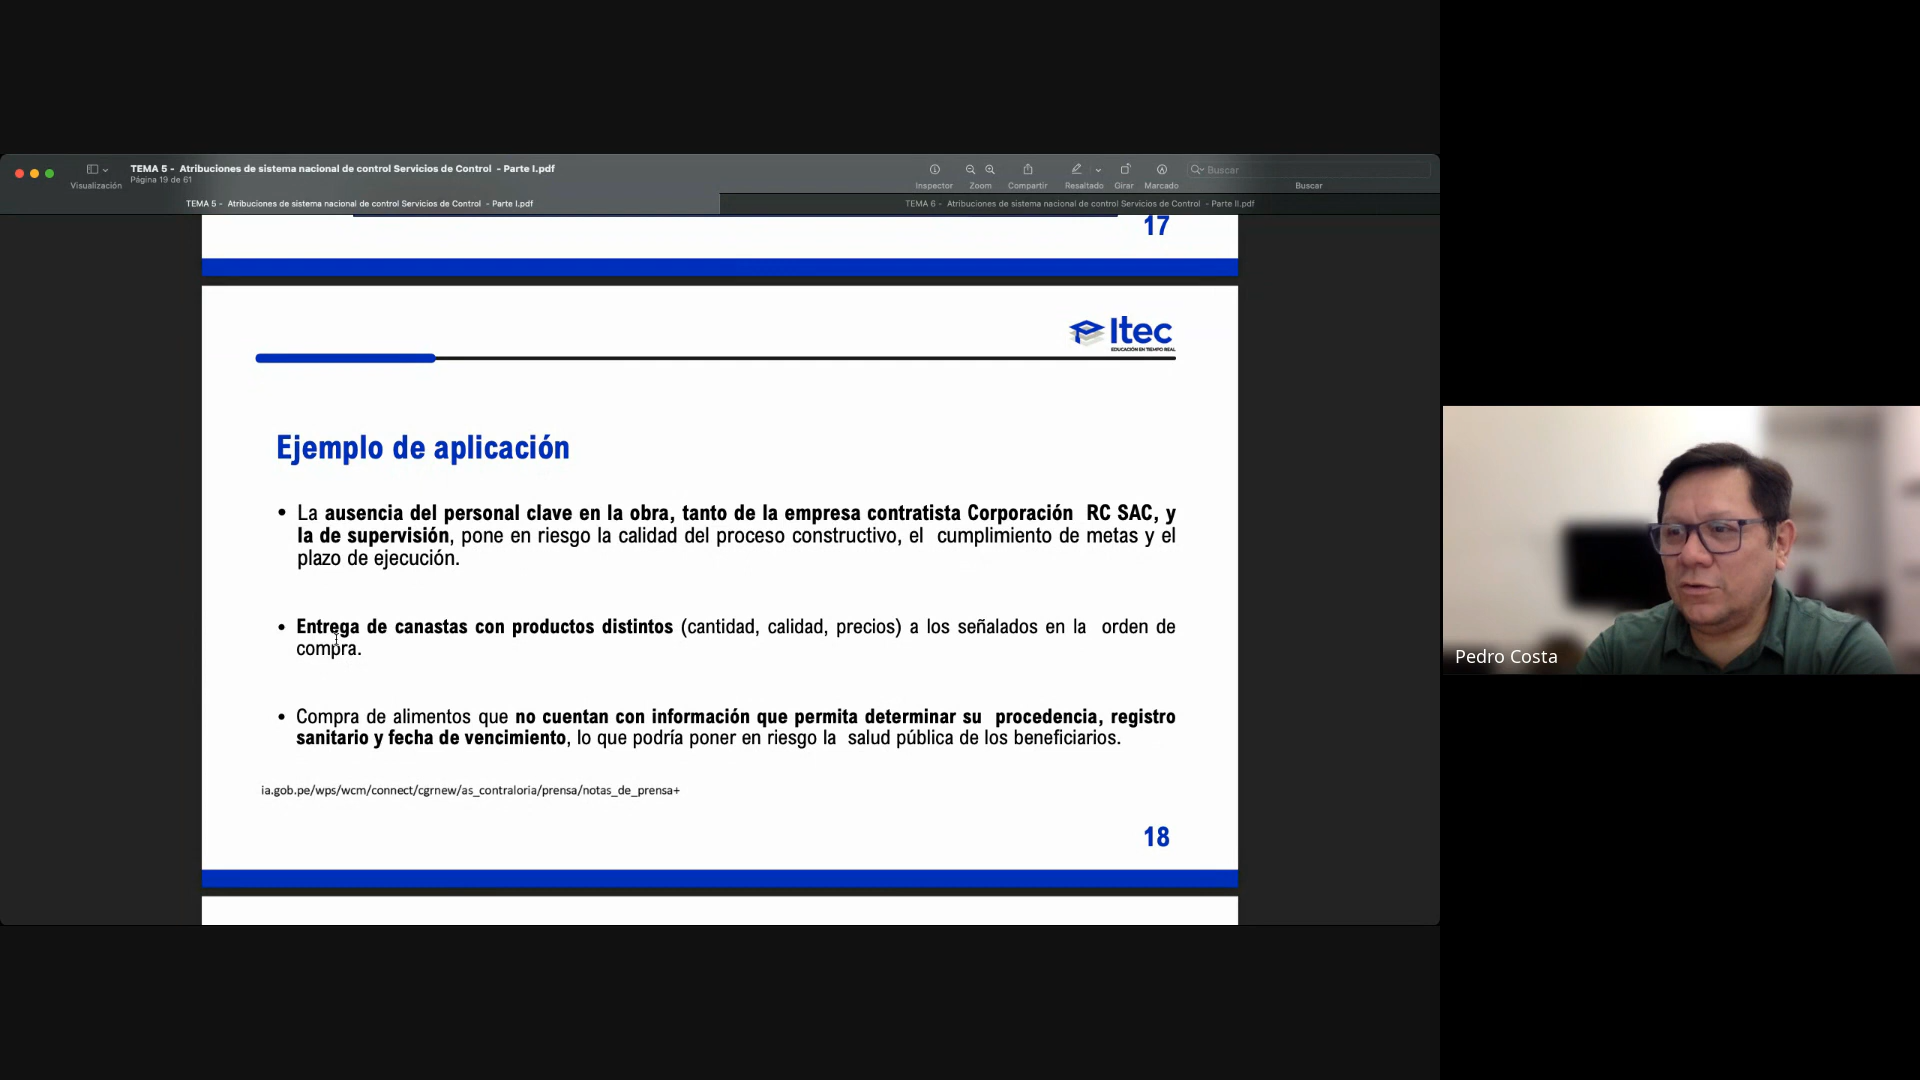 TEMA 5 - Atribuciones de sistema nacional de control Servicios de Control - Parte I.pdf
Página 19 de 61
Visualización
Inspector
Zoom
Compartir
Resaltado
Girar
Marcado
Buscar
Buscar
TEMA 5 - Atribuciones de sistema nacional de control Servicios de Control - Parte I.pdf
TEMA 6 - Atribuciones de sistema nacional de control Servicios de Control - Parte II.pdf
17
Itec
EDUCACIÓN EN TIEMPO REAL
Ejemplo de aplicación
• La ausencia del personal clave en la obra, tanto de la empresa contratista Corporación RC SAC, y
la de supervisión, pone en riesgo la calidad del proceso constructivo, el cumplimiento de metas y el
plazo de ejecución.
• Entrega de canastas con productos distintos (cantidad, calidad, precios) a los señalados en la orden de
compra.
• Compra de alimentos que no cuentan con información que permita determinar su procedencia, registro
sanitario y fecha de vencimiento, lo que podría poner en riesgo la salud pública de los beneficiarios.
ia.gob.pe/wps/wcm/connect/cgrnew/as_contraloria/prensa/notas_de_prensa+
18
Pedro Costa